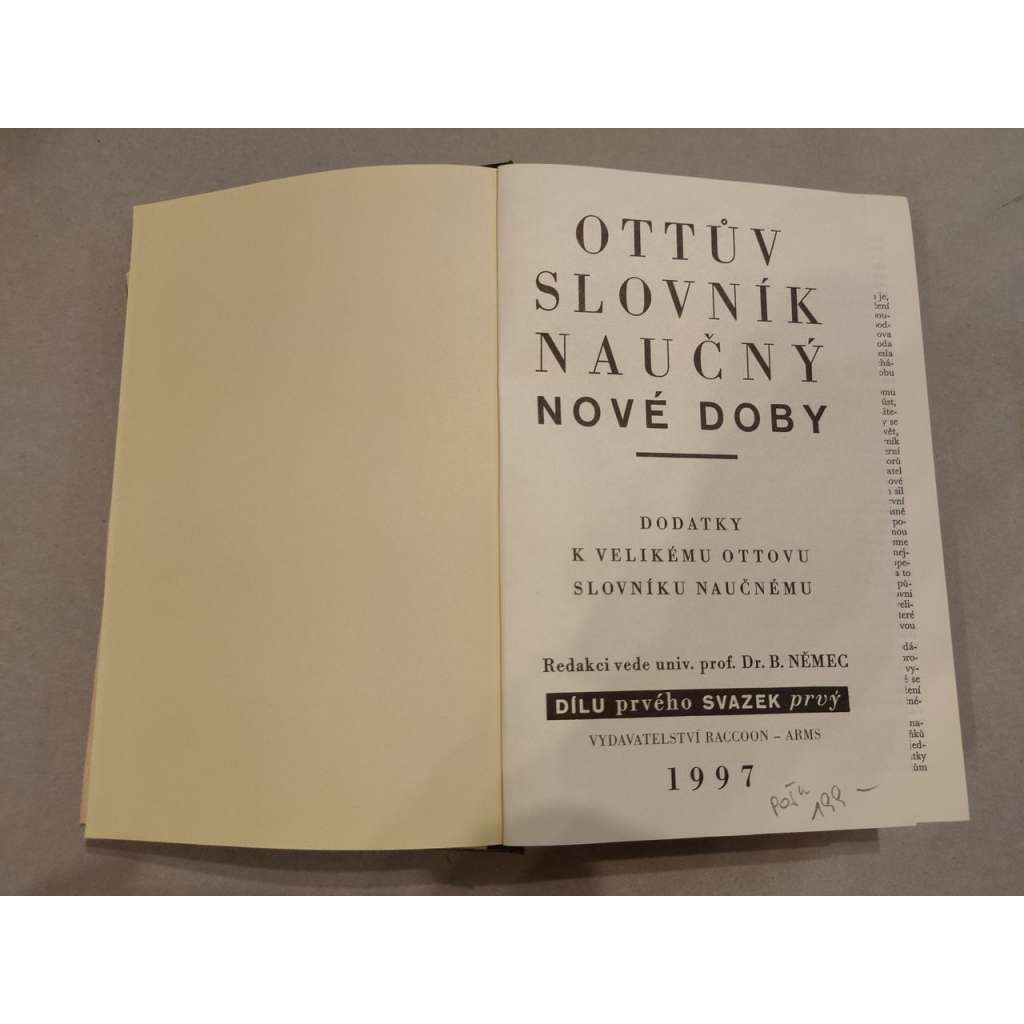 OTTŮV
SLOVNÍK
NAUČNÝ
NOVÉ DOBY
DODATKY
K VELIKÉMU OTTOVU
SLOVNÍKU NAUČNÉMU
Redakci vede univ. prof. Dr. B. NĚMEC
DÍLU prvého SVAZEK prvý
VYDAVATELSTVÍ RACCOON – ARMS
1997
199 –